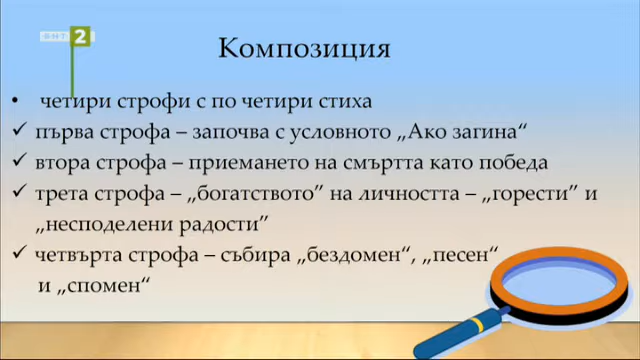 БНТ 2
Композиция
• четири строфи с по четири стиха
✓ първа строфа – започва с условното „Ако загина“
✓ втора строфа – приемането на смъртта като победа
✓ трета строфа – „богатството” на личността – „горести” и
„несподелени радости”
✓ четвърта строфа – събира „бездомен“, „песен“
и „спомен“